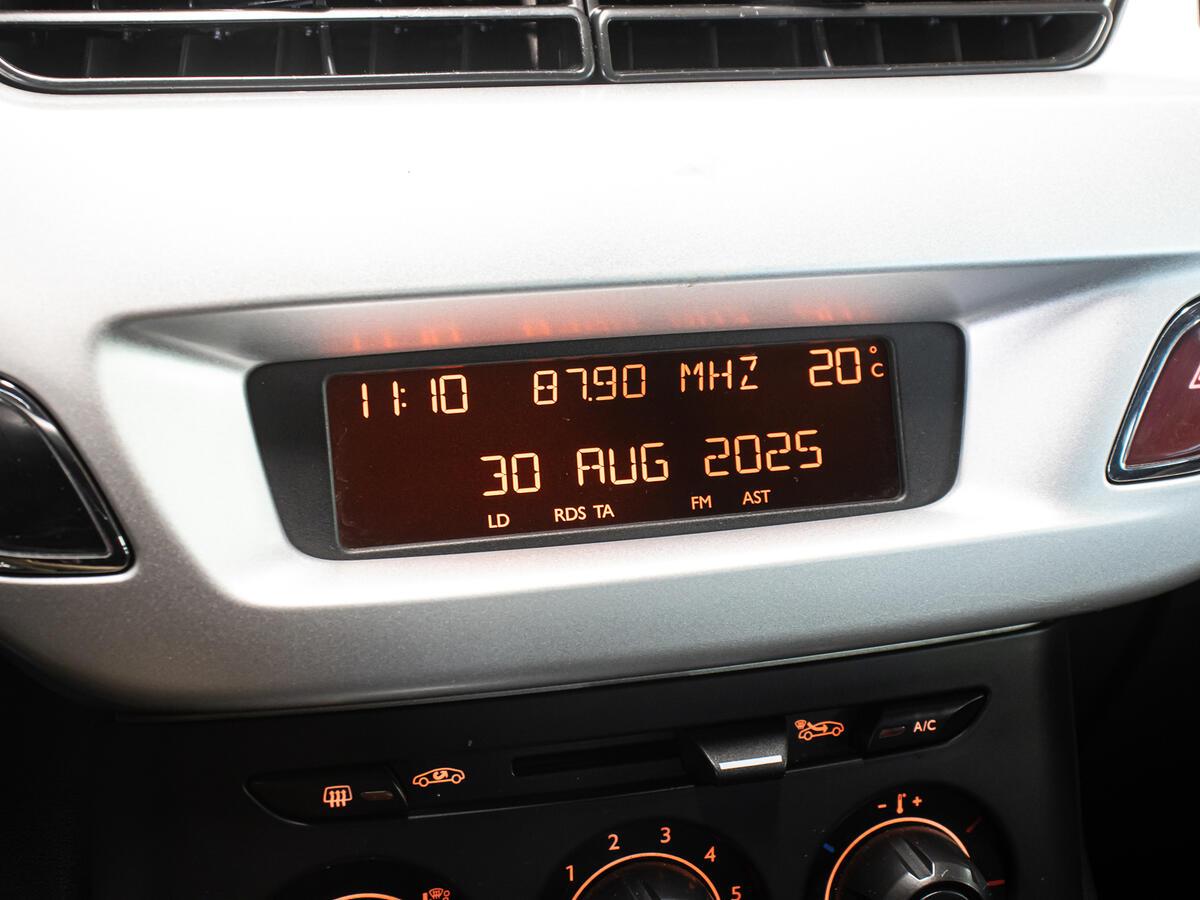 11:10 87.90 MHZ 20°C
30 AUG 2025
LD RDS TA FM AST
A/C
- +
1 2 3 4 5